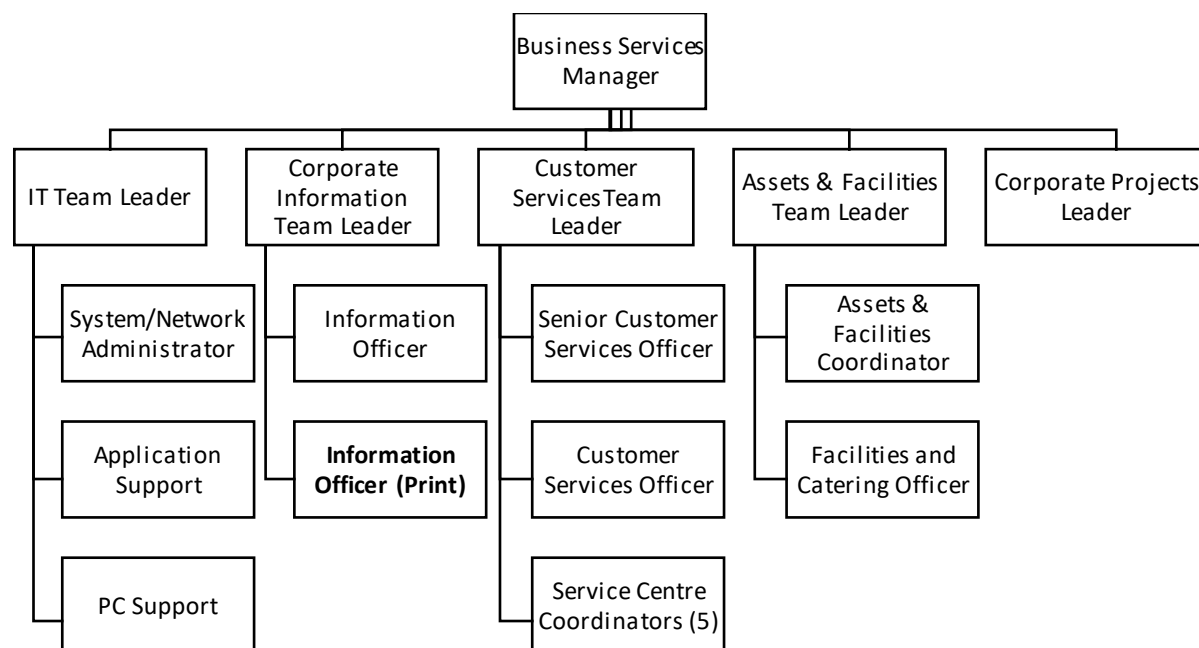 Business Services
Manager
IT Team Leader
Corporate
Information
Team Leader
Customer
Services Team
Leader
Assets & Facilities
Team Leader
Corporate Projects
Leader
System/Network
Administrator
Application
Support
PC Support
Information
Officer
Information
Officer (Print)
Senior Customer
Services Officer
Customer
Services Officer
Service Centre
Coordinators (5)
Assets &
Facilities
Coordinator
Facilities and
Catering Officer